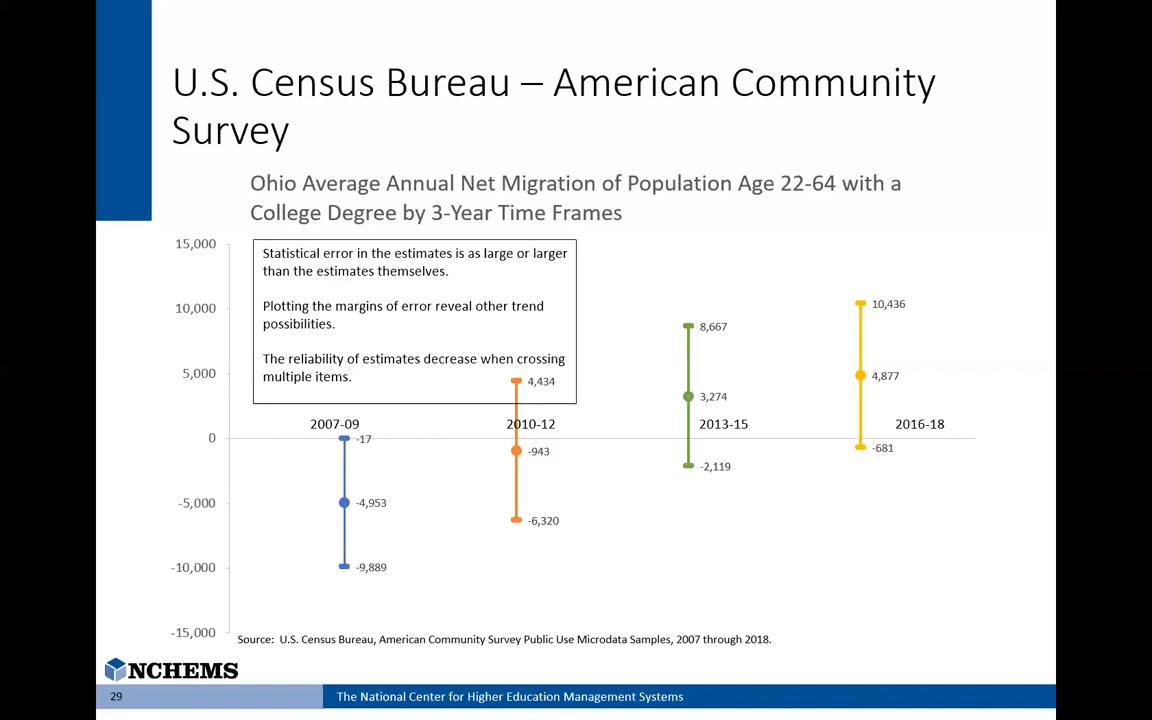 U.S. Census Bureau – American Community
Survey
Ohio Average Annual Net Migration of Population Age 22-64 with a
College Degree by 3-Year Time Frames
15,000
10,000
5,000
0
-5,000
-10,000
-15,000
Statistical error in the estimates is as large or larger
than the estimates themselves.
Plotting the margins of error reveal other trend
possibilities.
The reliability of estimates decrease when crossing
multiple items.
2007-09
-17
-4,953
-9,889
2010-12
4,434
-943
-6,320
2013-15
8,667
3,274
-2,119
2016-18
10,436
4,877
-681
Source: U.S. Census Bureau, American Community Survey Public Use Microdata Samples, 2007 through 2018.
NCHEMS
29
The National Center for Higher Education Management Systems